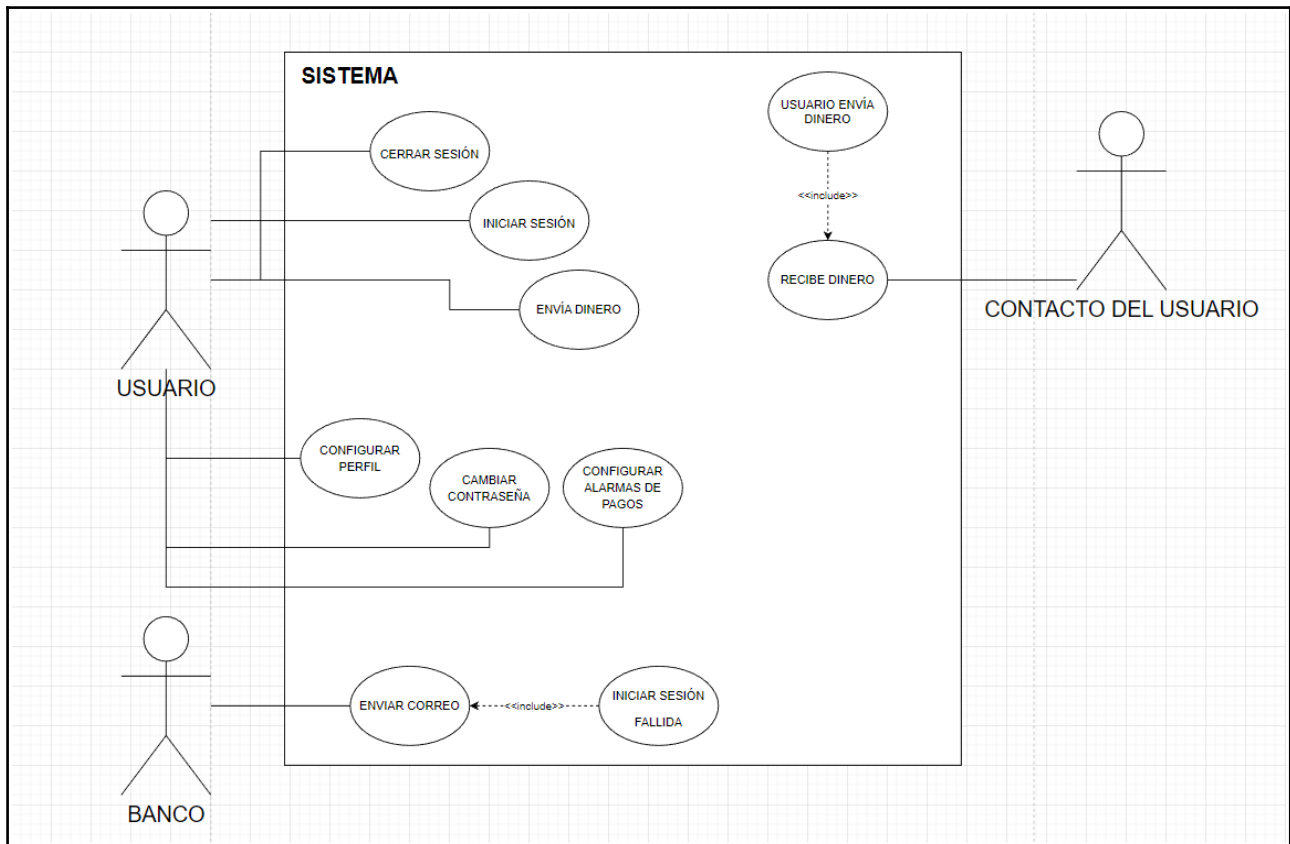 SISTEMA
USUARIO ENVÍA
DINERO
CERRAR SESIÓN
<<include>>
INICIAR SESIÓN
RECIBE DINERO
ENVÍA DINERO
CONTACTO DEL USUARIO
USUARIO
CONFIGURAR
PERFIL
CAMBIAR
CONTRASEÑA
CONFIGURAR
ALARMAS DE
PAGOS
ENVIAR CORREO
<<include>>
INICIAR SESIÓN
FALLIDA
BANCO